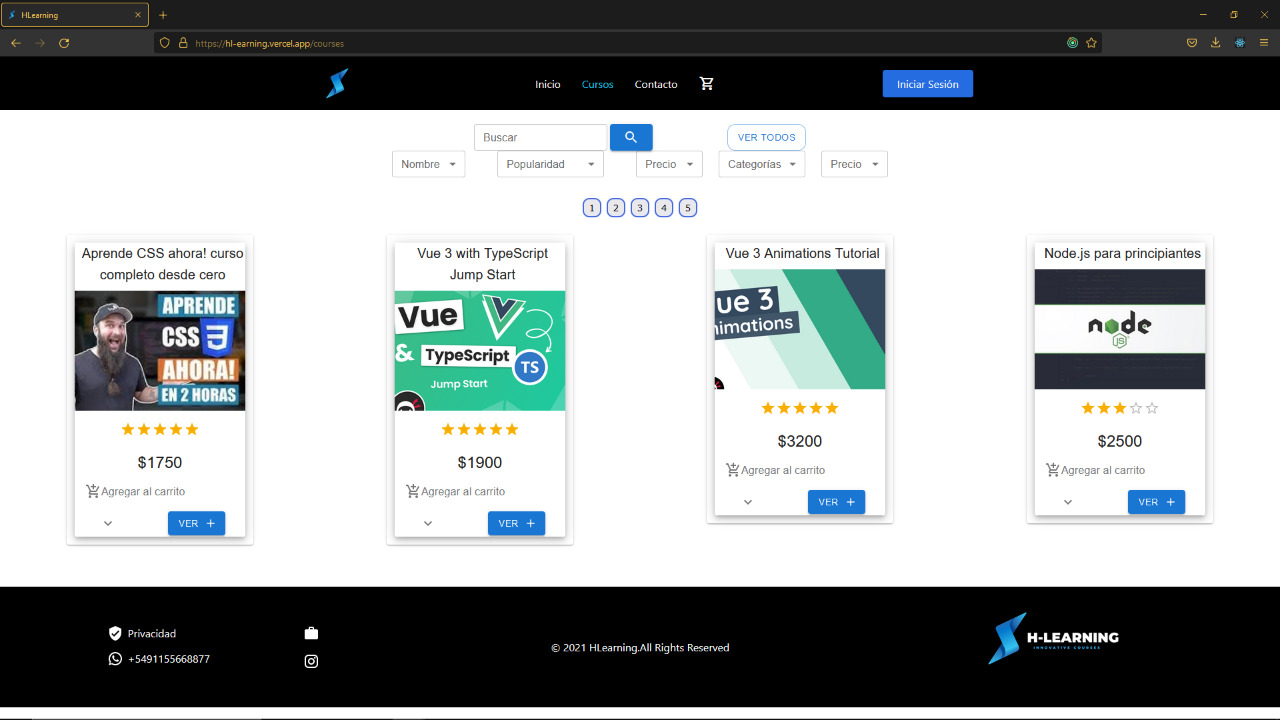 HLearning
https://hl-earning.vercel.app/courses
Inicio
Cursos
Contacto
Iniciar Sesión
Buscar
VER TODOS
Nombre
Popularidad
Precio
Categorías
Precio
1 2 3 4 5
Aprende CSS ahora! curso
completo desde cero
APRENDE
CSS 3
AHORA!
EN 2 HORAS
$1750
Agregar al carrito
VER +
Vue 3 with TypeScript
Jump Start
Vue
& TypeScript
TS
Jump Start
$1900
Agregar al carrito
VER +
Vue 3 Animations Tutorial
ue 3
nimations
$3200
Agregar al carrito
VER +
Node.js para principiantes
node
JS
$2500
Agregar al carrito
VER +
Privacidad
+5491155668877
© 2021 HLearning.All Rights Reserved
H-LEARNING
INNOVATIVE COURSES